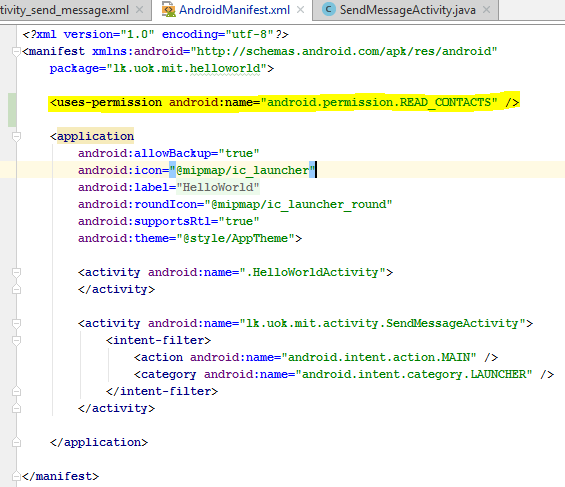 tivity_send_message.xml AndroidManifest.xml SendMessageActivity.java
<?xml version="1.0" encoding="utf-8"?>
<manifest xmlns:android="http://schemas.android.com/apk/res/android"
    package="lk.uok.mit.helloworld">
    <uses-permission android:name="android.permission.READ_CONTACTS" />
    <application
        android:allowBackup="true"
        android:icon="@mipmap/ic_launcher"
        android:label="HelloWorld"
        android:roundIcon="@mipmap/ic_launcher_round"
        android:supportsRtl="true"
        android:theme="@style/AppTheme">
        <activity android:name=".HelloWorldActivity">
        </activity>
        <activity android:name="lk.uok.mit.activity.SendMessageActivity">
            <intent-filter>
                <action android:name="android.intent.action.MAIN" />
                <category android:name="android.intent.category.LAUNCHER" />
            </intent-filter>
        </activity>
    </application>
</manifest>